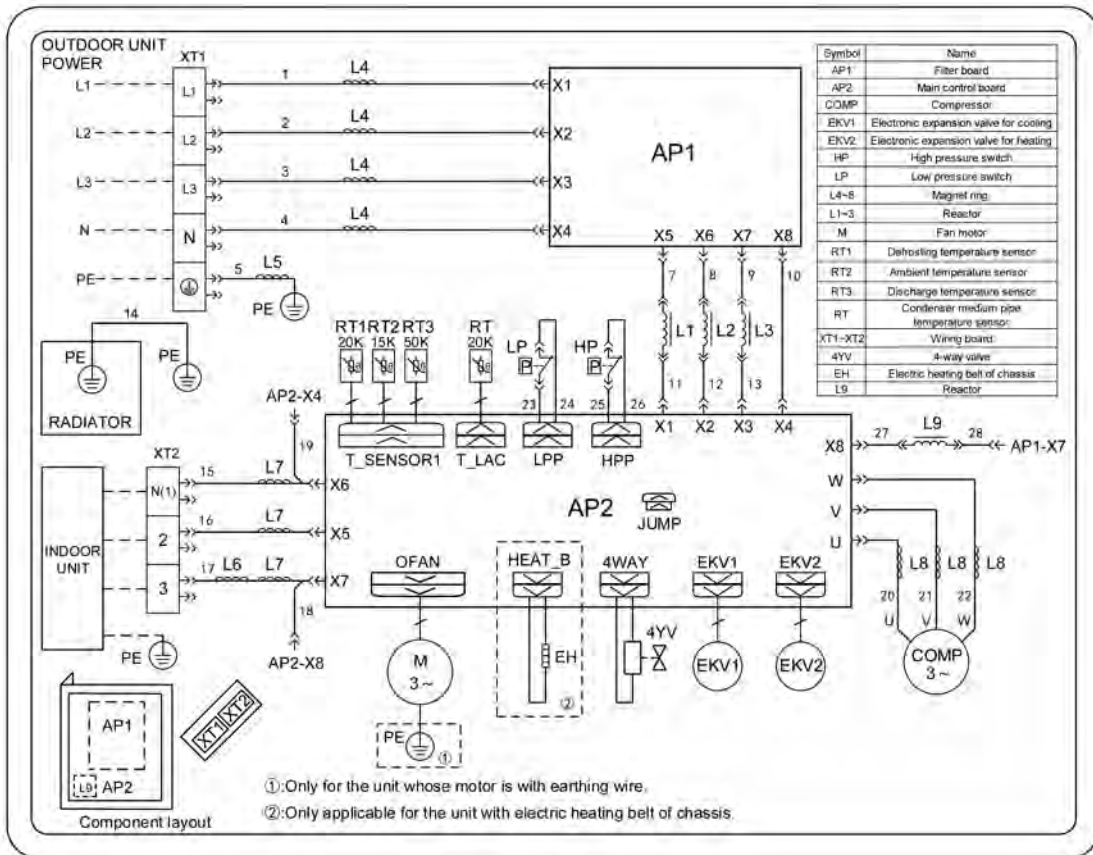 OUTDOOR UNIT
POWER
XT1
L1
L1
1
L4
X1
L2
L2
2
L4
X2
AP1
L3
L3
3
L4
X3
N
N
4
L4
X4
X5 X6 X7 X8
PE
5
L5
PE
7 8 9 10
14
PE
PE
RADIATOR
RT1 RT2 RT3
20K 15K 50K
RT
20K
LP
P
HP
P
L1 L2 L3
11 12 13
AP2-X4
19
23 24 25 26
T_SENSOR1
T_LAC
LPP
HPP
X1 X2 X3 X4
X8
27
L9
28
AP1-X7
XT2
INDOOR
UNIT
N(1)
15
L7
X6
2
16
L7
X5
3
17
L6
L7
X7
18
AP2-X8
PE
AP2
JUMP
W
V
U
L8 L8 L8
20 21 22
U V W
COMP
3~
OFAN
HEAT_B
4WAY
EKV1
EKV2
M
3~
EH
②
4YV
EKV1
EKV2
PE
①
AP1
L9
AP2
XT1 XT2
Component layout
①:Only for the unit whose motor is with earthing wire.
②:Only applicable for the unit with electric heating belt of chassis.
Symbol Name
AP1 Filter board
AP2 Main control board
COMP Compressor
EKV1 Electronic expansion valve for cooling
EKV2 Electronic expansion valve for heating
HP High pressure switch
LP Low pressure switch
L4~8 Magnet ring
L1~3 Reactor
M Fan motor
RT1 Defrosting temperature sensor
RT2 Ambient temperature sensor
RT3 Discharge temperature sensor
RT Condenser medium pipe
temperature sensor
XT1~XT2 Wiring board
4YV 4-way valve
EH Electric heating belt of chassis
L9 Reactor